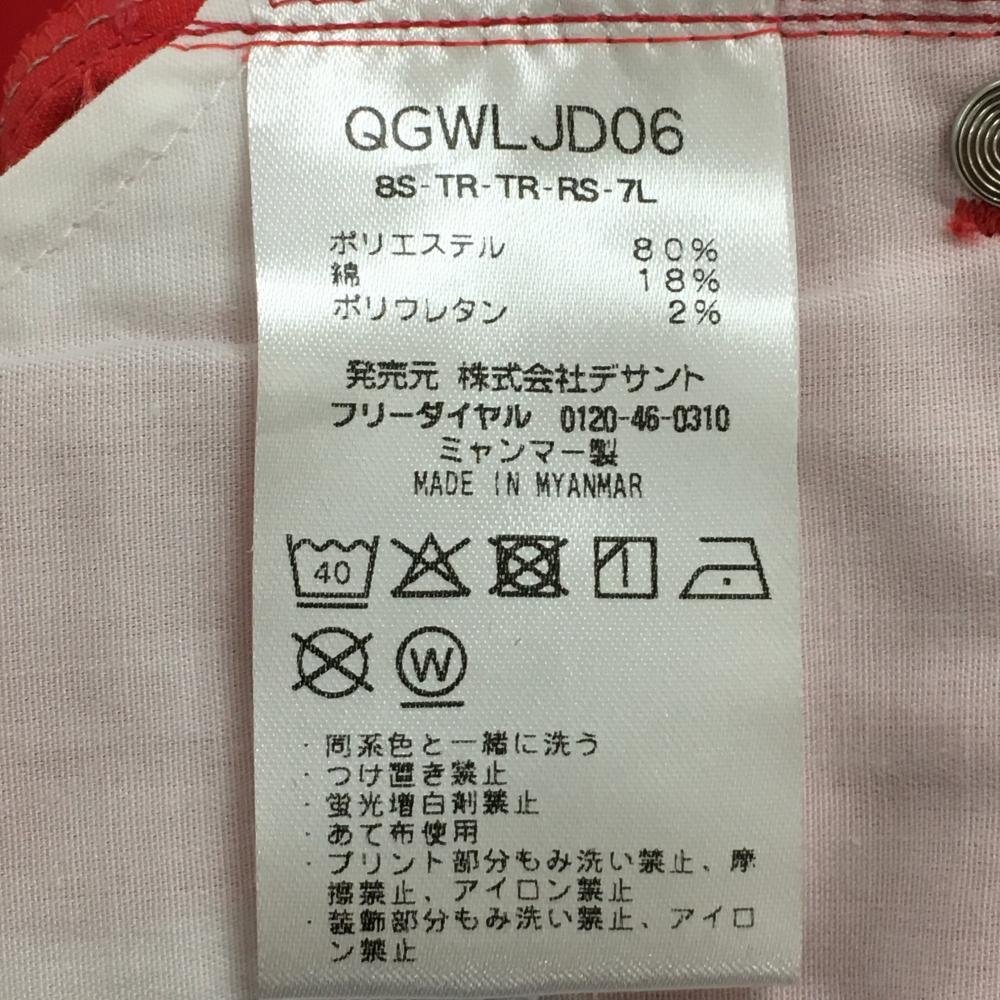 QGWLJD06
8S-TR-TR-RS-7L
ポリエステル 80%
綿 18%
ポリウレタン 2%
発売元 株式会社デサント
フリーダイヤル 0120-46-0310
ミャンマー製
MADE IN MYANMAR
40
W
・同系色と一緒に洗う
・つけ置き禁止
・蛍光増白剤禁止
・あて布使用
・プリント部分もみ洗い禁止、摩
擦禁止、アイロン禁止
・装飾部分もみ洗い禁止、アイロ
ン禁止